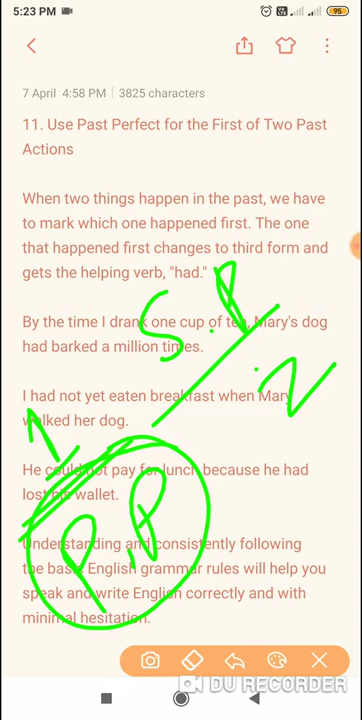 5:23 PM
95
7 April 4:58 PM | 3825 characters
11. Use Past Perfect for the First of Two Past
Actions
When two things happen in the past, we have
to mark which one happened first. The one
that happened first changes to third form and
gets the helping verb, "had."
By the time I drank one cup of tea, Mary's dog
had barked a million times.
I had not yet eaten breakfast when Mary
walked her dog.
He could not pay for lunch because he had
lost his wallet.
Understanding and consistently following
the basic English grammar rules will help you
speak and write English correctly and with
minimal hesitation.
S.P
2
1
P.P
DU RECORDER